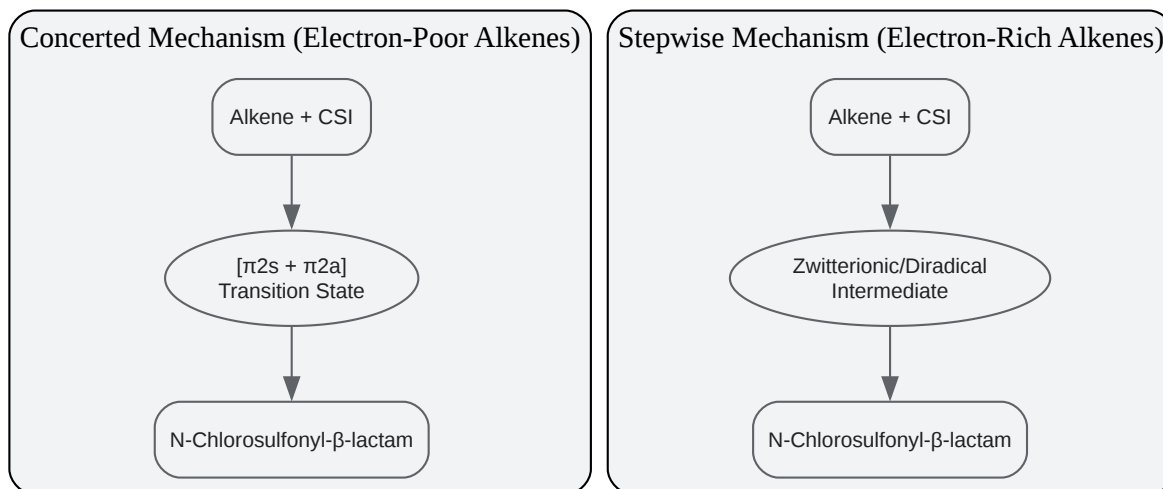 Concerted Mechanism (Electron-Poor Alkenes)
Alkene + CSI
[π2s + π2a]
Transition State
N-Chlorosulfonyl-β-lactam
Stepwise Mechanism (Electron-Rich Alkenes)
Alkene + CSI
Zwitterionic/Diradical
Intermediate
N-Chlorosulfonyl-β-lactam